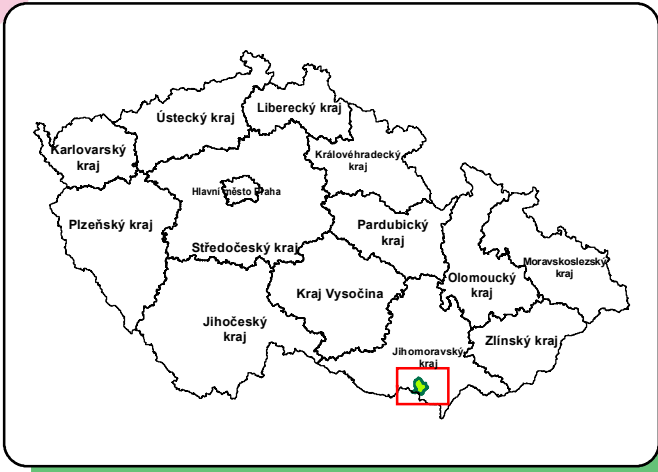 Liberecký kraj
Ústecký kraj
Karlovarský
kraj
Královéhradecký
kraj
Hlavní město Praha
Plzeňský kraj
Pardubický
kraj
Středočeský kraj
Moravskoslezský
kraj
Olomoucký
kraj
Kraj Vysočina
Jihočeský
kraj
Zlínský kraj
Jihomoravský
kraj